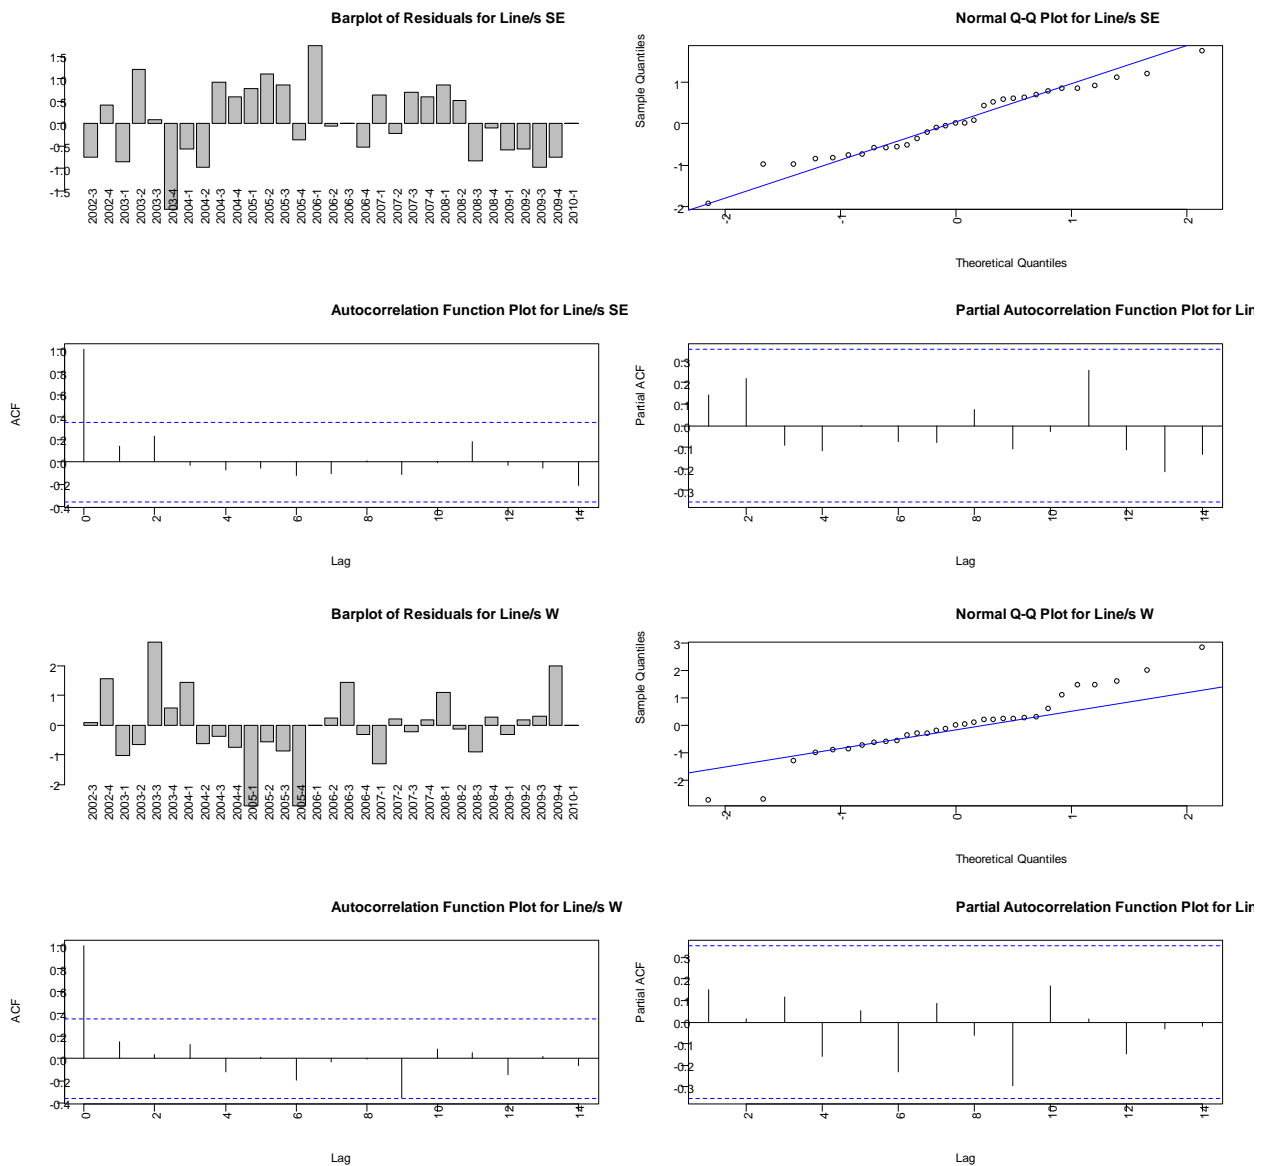 Barplot of Residuals for Line/s SE
1.5
1.0
0.5
0.0
-0.5
-1.0
-1.5
2002-3 2002-4 2003-1 2003-2 2003-3 2003-4 2004-1 2004-2 2004-3 2004-4 2005-1 2005-2 2005-3 2005-4 2006-1 2006-2 2006-3 2006-4 2007-1 2007-2 2007-3 2007-4 2008-1 2008-2 2008-3 2008-4 2009-1 2009-2 2009-3 2009-4 2010-1
Normal Q-Q Plot for Line/s SE
Sample Quantiles
1
0
-1
-2
-2 -1 0 1 2
Theoretical Quantiles
Autocorrelation Function Plot for Line/s SE
ACF
1.0
0.8
0.6
0.4
0.2
0.0
-0.2
-0.4
0 2 4 6 8 10 12 14
Lag
Partial Autocorrelation Function Plot for Lin
Partial ACF
0.3
0.2
0.1
0.0
-0.1
-0.2
-0.3
2 4 6 8 10 12 14
Lag
Barplot of Residuals for Line/s W
2
1
0
-1
-2
2002-3 2002-4 2003-1 2003-2 2003-3 2003-4 2004-1 2004-2 2004-3 2004-4 2005-1 2005-2 2005-3 2005-4 2006-1 2006-2 2006-3 2006-4 2007-1 2007-2 2007-3 2007-4 2008-1 2008-2 2008-3 2008-4 2009-1 2009-2 2009-3 2009-4 2010-1
Normal Q-Q Plot for Line/s W
Sample Quantiles
3
2
1
0
-1
-2
-2 -1 0 1 2
Theoretical Quantiles
Autocorrelation Function Plot for Line/s W
ACF
1.0
0.8
0.6
0.4
0.2
0.0
-0.2
-0.4
0 2 4 6 8 10 12 14
Lag
Partial Autocorrelation Function Plot for Lin
Partial ACF
0.3
0.2
0.1
0.0
-0.1
-0.2
-0.3
2 4 6 8 10 12 14
Lag